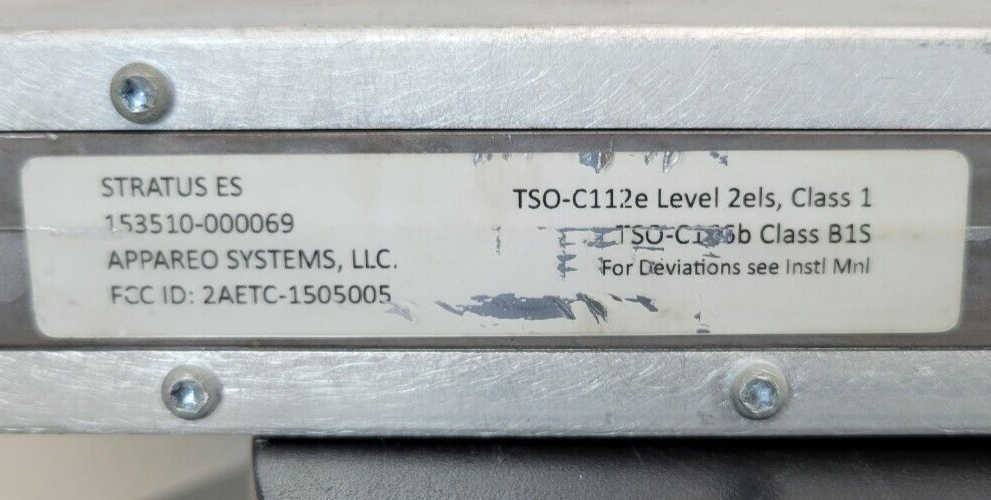 STRATUS ES
153510-000069
APPAREO SYSTEMS, LLC.
FCC ID: 2AETC-1505005
TSO-C112e Level 2els, Class 1
Class B1S
For Deviations see Instl Mnl